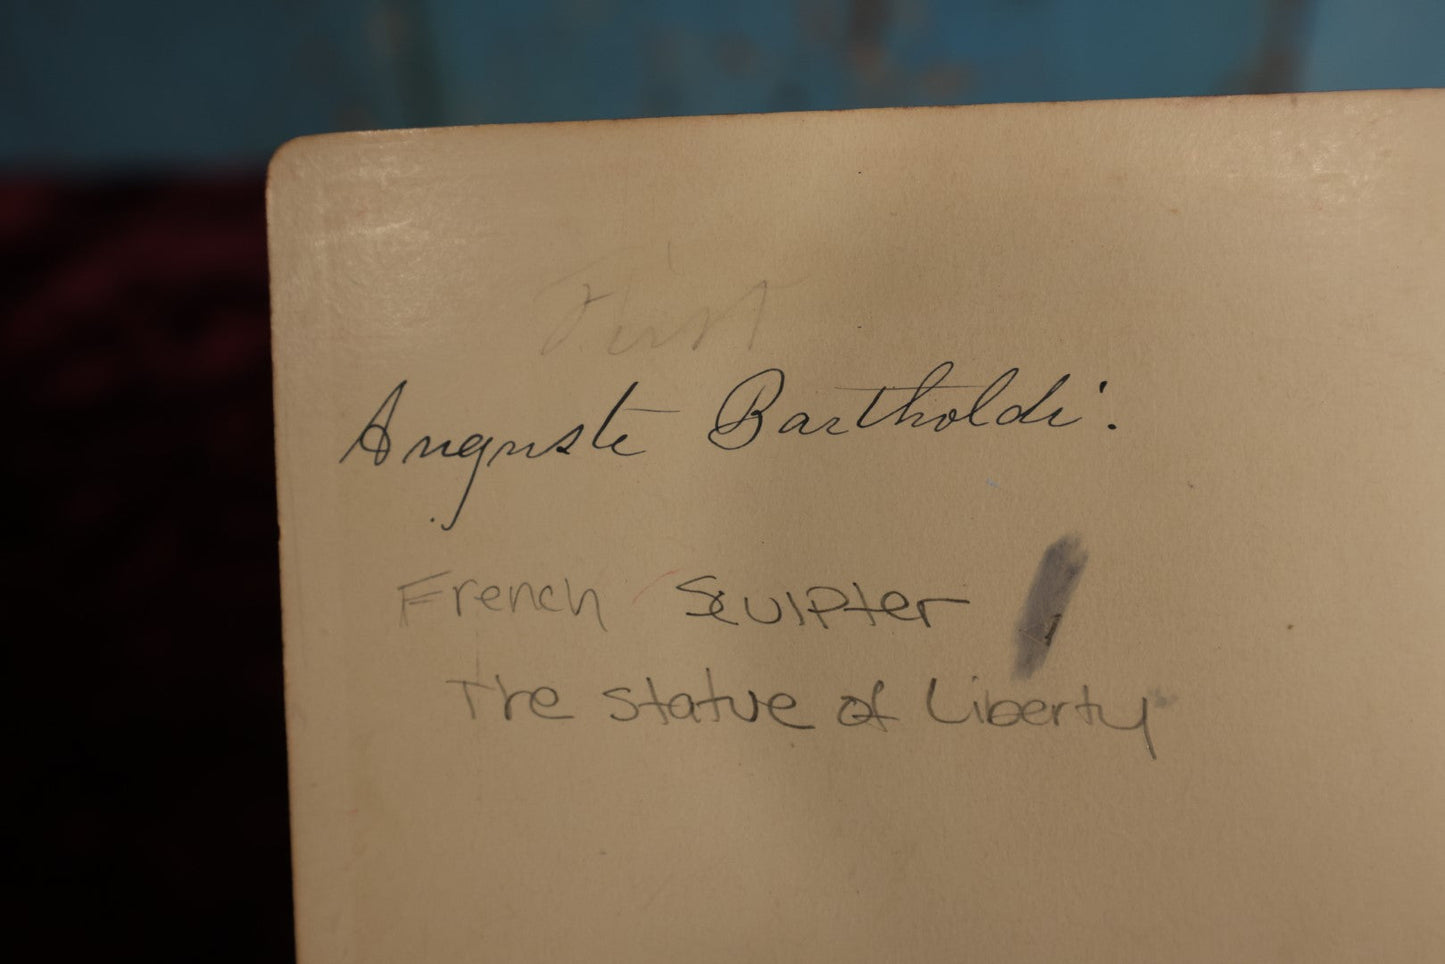 First
Auguste Bartholdi.
French Sculpter
The Statue of Liberty